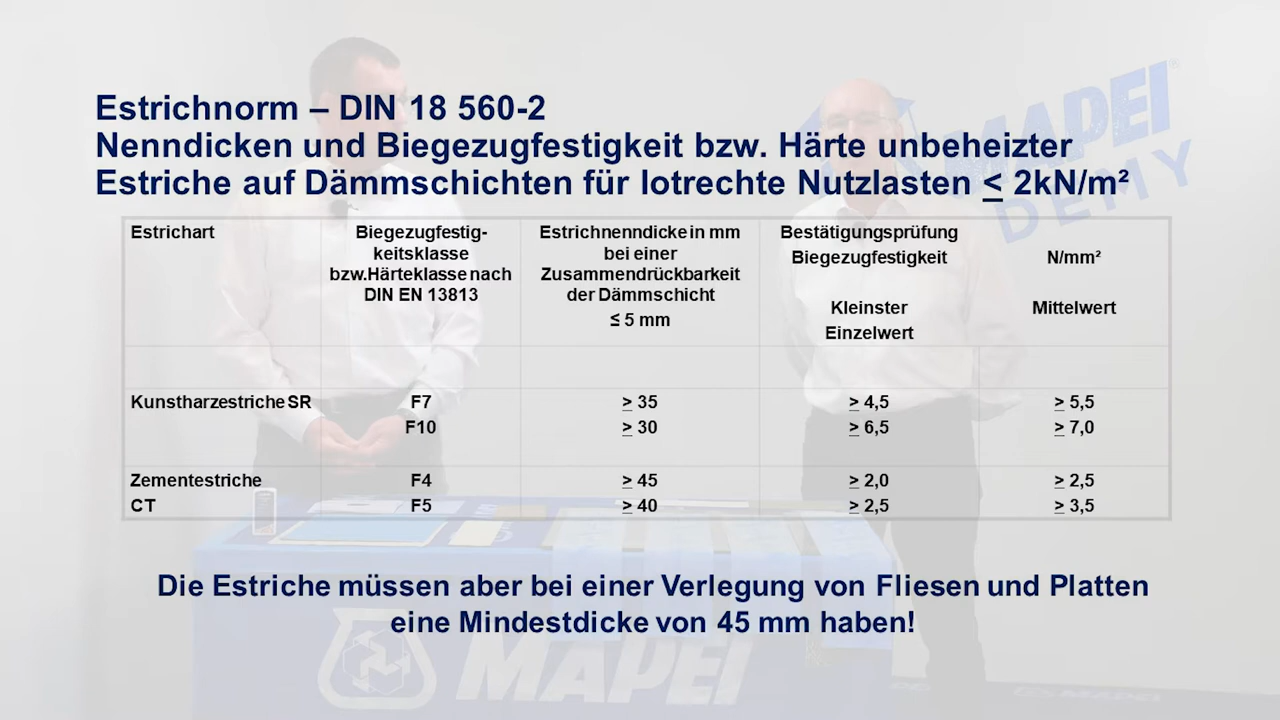 Estrichnorm – DIN 18 560-2
Nenndicken und Biegezugfestigkeit bzw. Härte unbeheizter
Estriche auf Dämmschichten für lotrechte Nutzlasten ≤ 2kN/m²
MAPEI
DEMY
Estrichart
Biegezugfestig-
keitsklasse
bzw.Härteklasse nach
DIN EN 13813
Estrichnenndicke in mm
bei einer
Zusammendrückbarkeit
der Dämmschicht
≤ 5 mm
Bestätigungsprüfung
Biegezugfestigkeit
Kleinster
Einzelwert
N/mm²
Mittelwert
Kunstharzestriche SR F7 ≥ 35 ≥ 4,5 ≥ 5,5
F10 ≥ 30 ≥ 6,5 ≥ 7,0
Zementestriche F4 ≥ 45 ≥ 2,0 ≥ 2,5
CT F5 ≥ 40 ≥ 2,5 ≥ 3,5
Die Estriche müssen aber bei einer Verlegung von Fliesen und Platten
eine Mindestdicke von 45 mm haben!
MAPEI